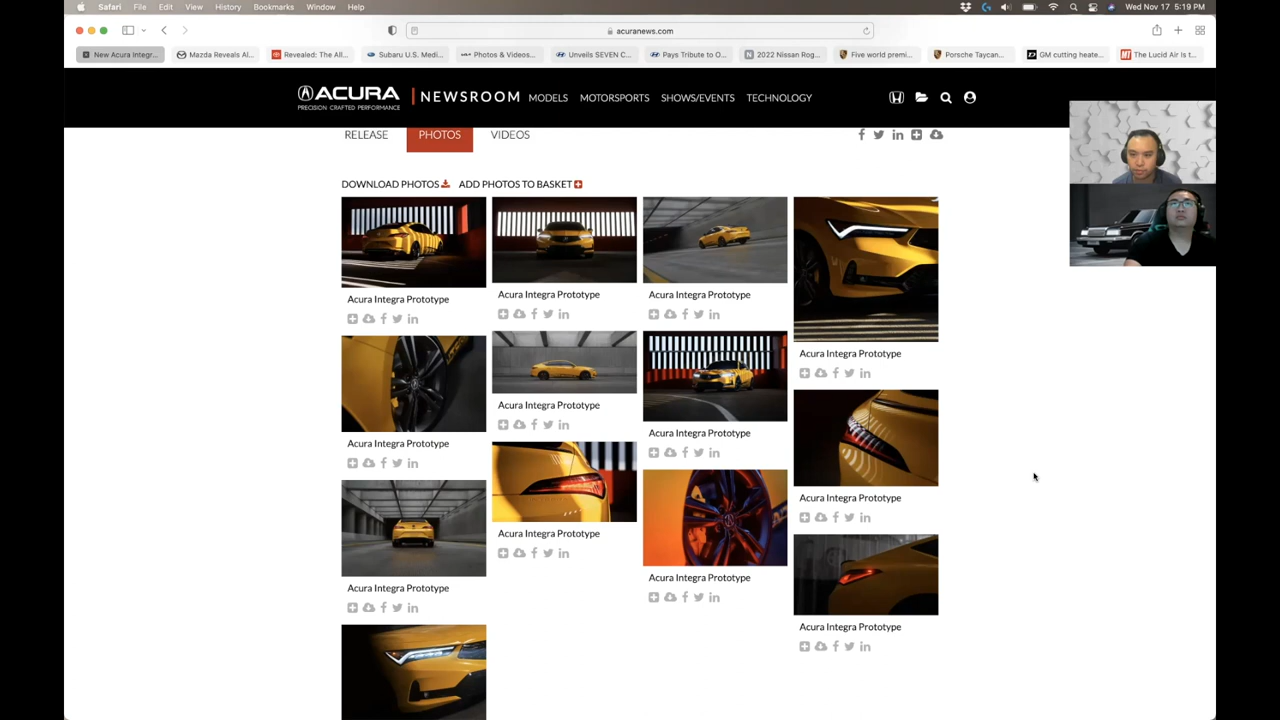 Safari File Edit View History Bookmarks Window Help Wed Nov 17 5:19 PM
acuranews.com
New Acura Integr... Mazda Reveals Al... Revealed: The All... Subaru U.S. Medi... Photos & Videos... Unveils SEVEN C... Pays Tribute to O... 2022 Nissan Rog... Five world premi... Porsche Taycan... GM cutting heate... The Lucid Air is t...
ACURA NEWSROOM MODELS MOTORSPORTS SHOWS/EVENTS TECHNOLOGY
PRECISION CRAFTED PERFORMANCE
RELEASE PHOTOS VIDEOS
DOWNLOAD PHOTOS ADD PHOTOS TO BASKET
Acura Integra Prototype
Acura Integra Prototype
Acura Integra Prototype
Acura Integra Prototype
Acura Integra Prototype
Acura Integra Prototype
Acura Integra Prototype
Acura Integra Prototype
Acura Integra Prototype
Acura Integra Prototype
Acura Integra Prototype
Acura Integra Prototype